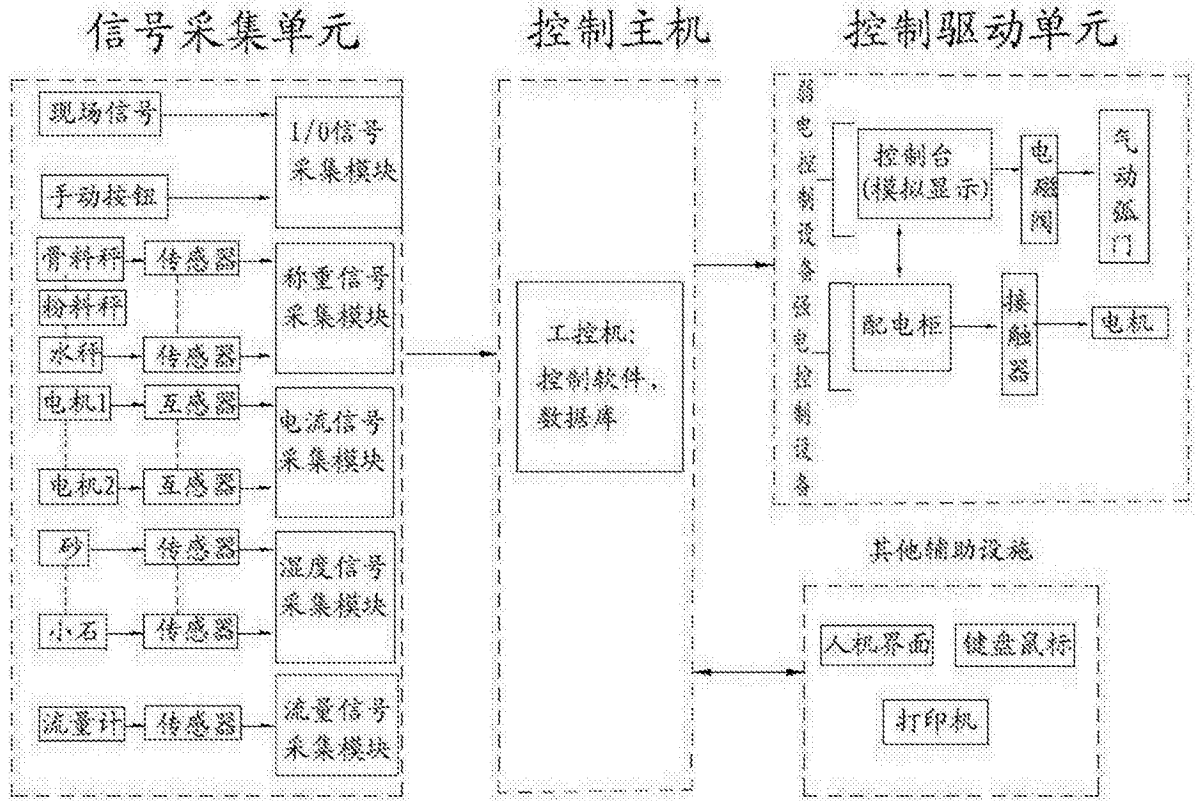 信号采集单元
控制主机
控制驱动单元
现场信号
手动按钮
I/O信号
采集模块
骨料秤
传感器
粉料秤
水秤
传感器
称重信号
采集模块
电机1
互感器
电机2
互感器
电流信号
采集模块
砂
传感器
小石
传感器
湿度信号
采集模块
流量计
传感器
流量信号
采集模块
工控机:
控制软件、
数据库
弱电控制设备
控制台
(模拟显示)
电磁阀
气动弧门
强电控制设备
配电柜
接触器
电机
其他辅助设施
人机界面
键盘鼠标
打印机